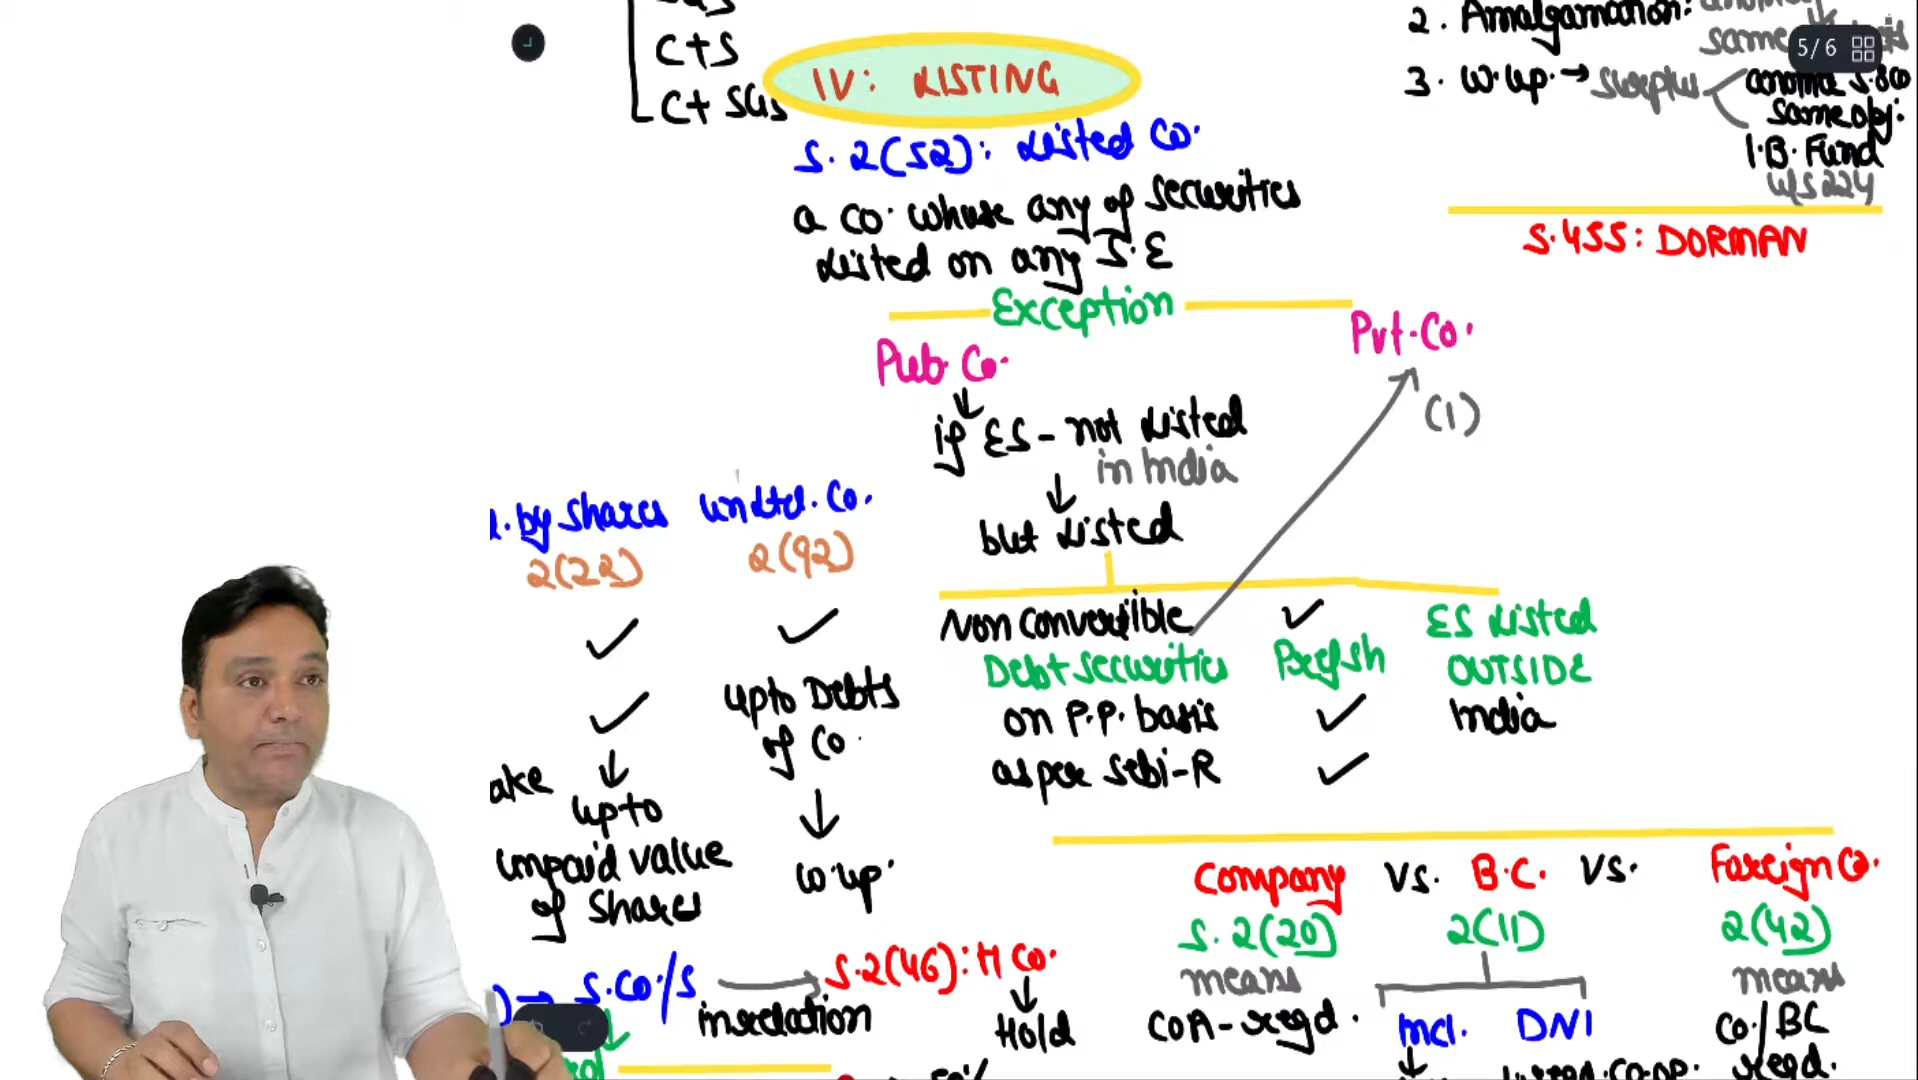 C+S
C+ SGS
IV: LISTING
S. 2(52): Listed Co.
a co. whose any of securities
Listed on any S.E
Exception
Pub. Co.
Pvt. Co.
(1)
if ES - not Listed
in India
but Listed
Non Convertible
Debt securities
on P.P. basis
as per Sebi-R
Pref sh
ES Listed
OUTSIDE
India
2. Amalgamation:
same
3. W.up. → Surplus
same obj.
I.B. Fund
u/s 224
5/6
S.455: DORMAN
by shares
2(22)
upto
unpaid value
of shares
unltd. Co.
2(92)
upto Debts
of Co.
w.up.
ake
) → S.Co./S
in relation
S.2(46): H Co.
Hold
Company vs. B.C. vs. Foreign Co.
S. 2(20)
means
COA-regd.
2(11)
Incl. DNI
2(42)
means
Co/BC
regd.